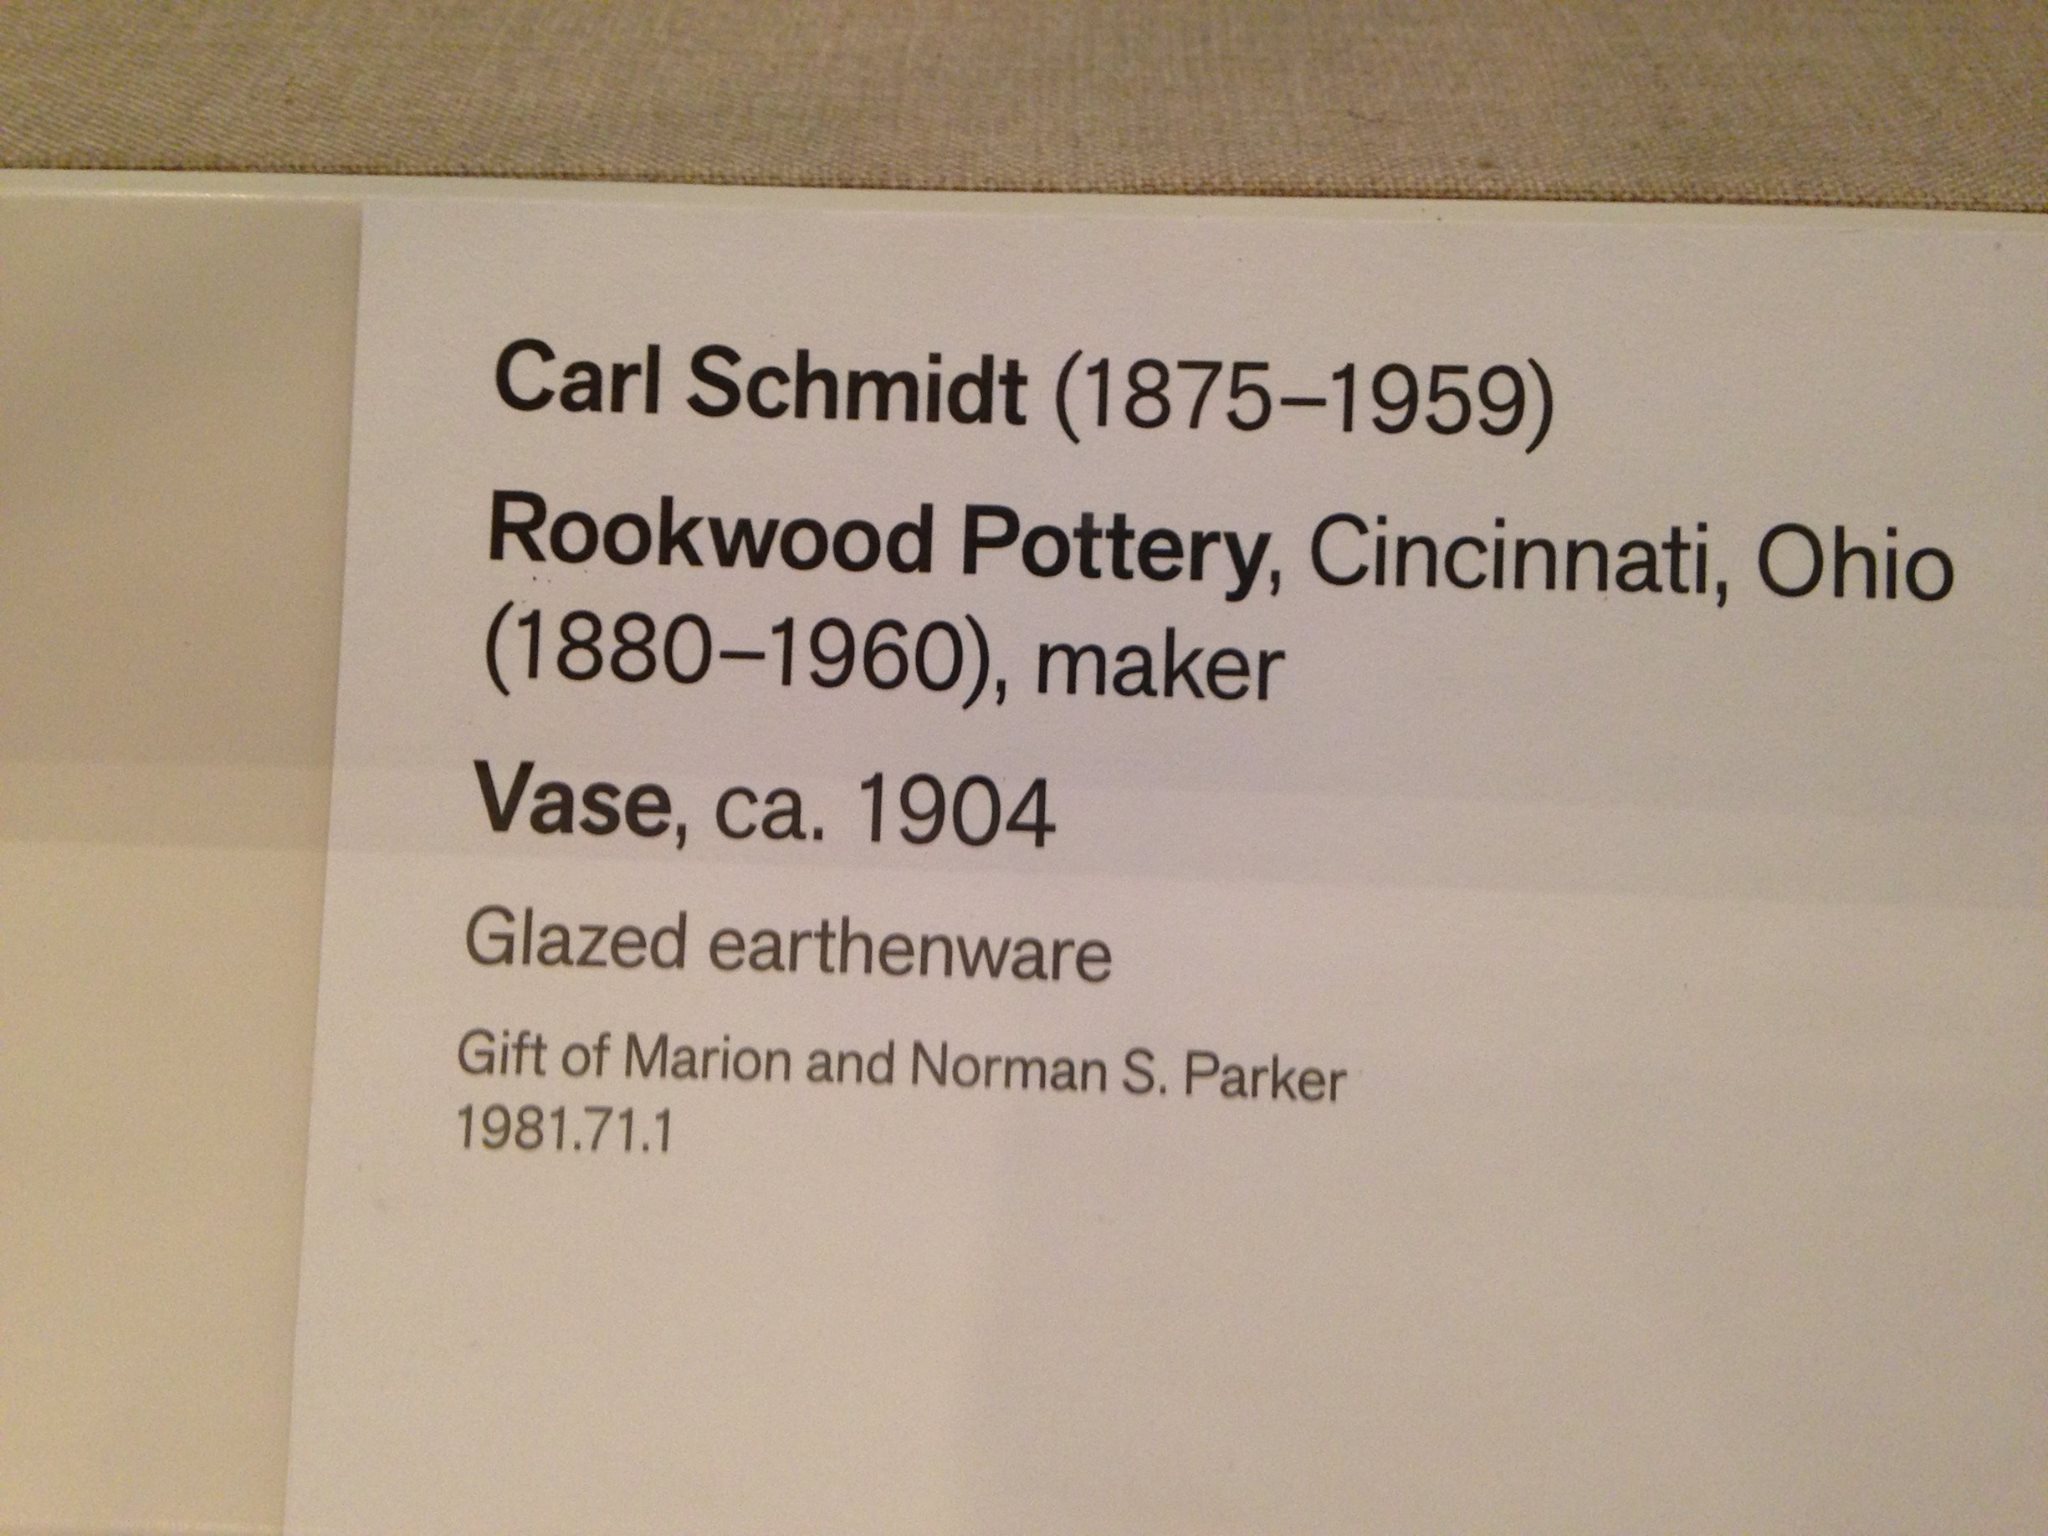 Carl Schmidt (1875–1959)
Rookwood Pottery, Cincinnati, Ohio
(1880–1960), maker
Vase, ca. 1904
Glazed earthenware
Gift of Marion and Norman S. Parker
1981.71.1